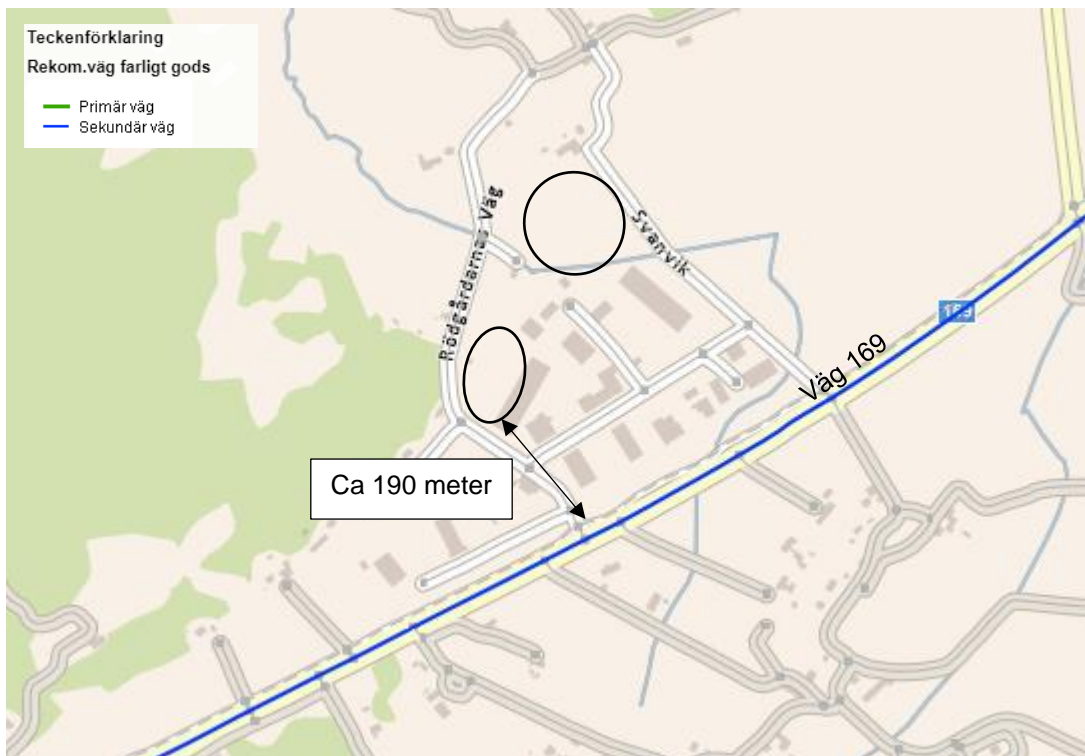 Teckenförklaring
Rekom.väg farligt gods
Primär väg
Sekundär väg
Rödgårdarnas Väg
Svanvik
169
Väg 169
Ca 190 meter